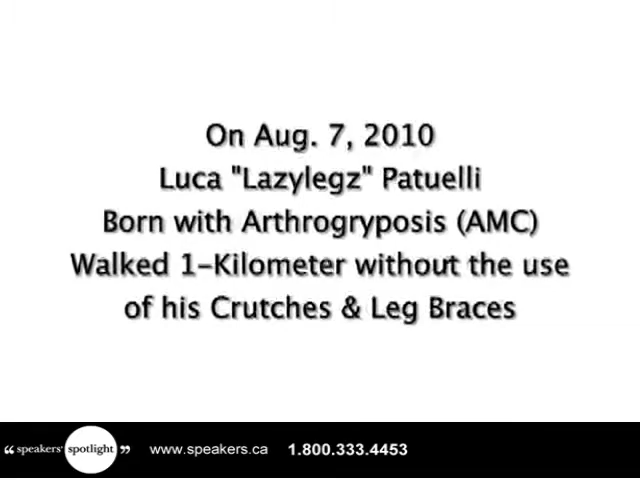 On Aug. 7, 2010
Luca "Lazylegz" Patuelli
Born with Arthrogryposis (AMC)
Walked 1-Kilometer without the use
of his Crutches & Leg Braces
“ speakers' spotlight ” www.speakers.ca 1.800.333.4453